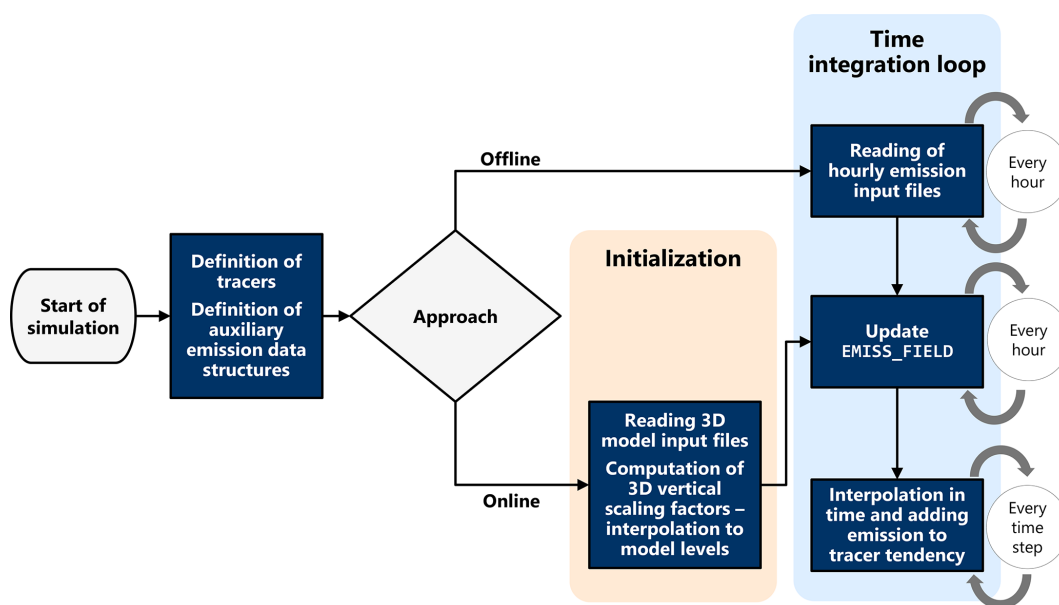 Start of
simulation
Definition of
tracers
Definition of
auxiliary
emission data
structures
Approach
Offline
Online
Initialization
Reading 3D
model input files
Computation of
3D vertical
scaling factors –
interpolation to
model levels
Time
integration loop
Reading of
hourly emission
input files
Every
hour
Update
EMISS_FIELD
Every
hour
Interpolation in
time and adding
emission to
tracer tendency
Every
time
step